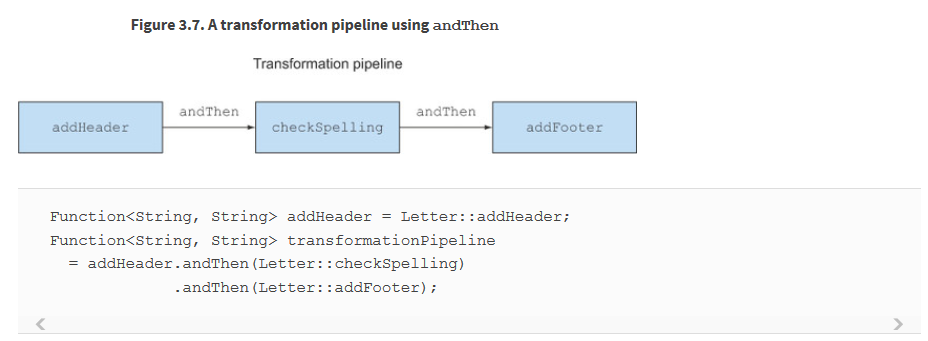 Figure 3.7. A transformation pipeline using andThen
Transformation pipeline
addHeader
andThen
checkSpelling
andThen
addFooter
Function<String, String> addHeader = Letter::addHeader;
Function<String, String> transformationPipeline
= addHeader.andThen(Letter::checkSpelling)
.andThen(Letter::addFooter);